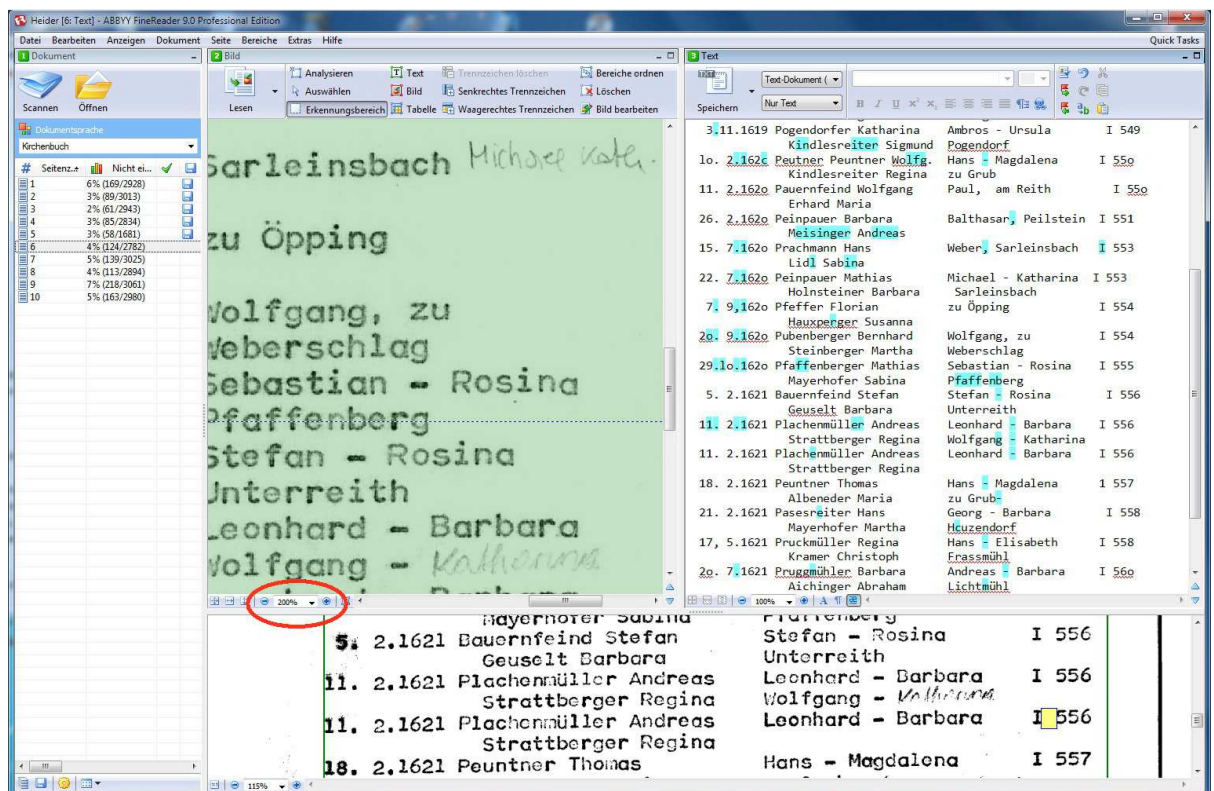 Heider [6: Text] - ABBYY FineReader 9.0 Professional Edition
Datei Bearbeiten Anzeigen Dokument Seite Bereiche Extras Hilfe
Quick Tasks
1 Dokument
Scannen Öffnen
Dokumentsprache
Kirchenbuch
# Seitenz... Nicht ei...
1 6% (169/2928)
2 3% (89/3013)
3 2% (61/2943)
4 3% (85/2834)
5 3% (58/1681)
6 4% (124/2782)
7 5% (139/3025)
8 4% (113/2894)
9 7% (218/3061)
10 5% (163/2980)
2 Bild
Lesen
Analysieren Text Trennzeichen löschen Bereiche ordnen
Auswählen Bild Senkrechtes Trennzeichen Löschen
Erkennungsbereich Tabelle Waagerechtes Trennzeichen Bild bearbeiten
Sarleinsbach Michael Kath.
zu Öpping
Wolfgang, zu
Weberschlag
Sebastian - Rosina
Pfaffenberg
Stefan - Rosina
Unterreith
Leonhard - Barbara
Wolfgang - Katharina
200%
3 Text
Speichern
Text-Dokument (
Nur Text
B I U x² x₂
3.11.1619 Pogendorfer Katharina Ambros - Ursula I 549
Kindlesreiter Sigmund Pogendorf
lo. 2.162c Peutner Peuntner Wolfg. Hans - Magdalena I 55o
Kindlesreiter Regina zu Grub
11. 2.162o Pauernfeind Wolfgang Paul, am Reith I 55o
Erhard Maria
26. 2.162o Peinpauer Barbara Balthasar, Peilstein I 551
Meisinger Andreas
15. 7.162o Prachmann Hans Weber, Sarleinsbach I 553
Lidl Sabina
22. 7.162o Peinpauer Mathias Michael - Katharina I 553
Holnsteiner Barbara Sarleinsbach
7. 9,162o Pfeffer Florian zu Öpping I 554
Hauxperger Susanna
2o. 9.162o Pubenberger Bernhard Wolfgang, zu I 554
Steinberger Martha Weberschlag
29.lo.162o Pfaffenberger Mathias Sebastian - Rosina I 555
Mayerhofer Sabina Pfaffenberg
5. 2.1621 Bauernfeind Stefan Stefan - Rosina I 556
Geuselt Barbara Unterreith
11. 2.1621 Plachenmüller Andreas Leonhard - Barbara I 556
Strattberger Regina Wolfgang - Katharina
11. 2.1621 Plachenmüller Andreas Leonhard - Barbara I 556
Strattberger Regina
18. 2.1621 Peuntner Thomas Hans - Magdalena 1 557
Albeneder Maria zu Grub-
21. 2.1621 Pasesreiter Hans Georg - Barbara I 558
Mayerhofer Martha Hcuzendorf
17, 5.1621 Pruckmüller Regina Hans - Elisabeth I 558
Kramer Christoph Frassmühl
2o. 7.1621 Pruggmühler Barbara Andreas - Barbara I 56o
Aichinger Abraham Lichtmühl
100%
Mayerhofer Sabina Pfaffenberg
5. 2.1621 Bauernfeind Stefan Stefan - Rosina I 556
Geuselt Barbara Unterreith
11. 2.1621 Plachenmüller Andreas Leonhard - Barbara I 556
Strattberger Regina Wolfgang - Katharina
11. 2.1621 Plachenmüller Andreas Leonhard - Barbara I 556
Strattberger Regina
18. 2.1621 Peuntner Thomas Hans - Magdalena I 557
115%